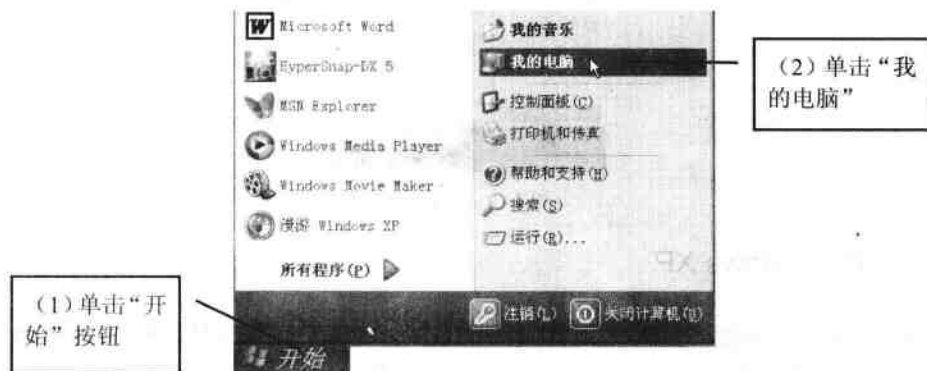 Microsoft Word
HyperSnap-DX 5
MSN Explorer
Windows Media Player
Windows Movie Maker
漫游 Windows XP
所有程序(P)
我的音乐
我的电脑
控制面板(C)
打印机和传真
帮助和支持(H)
搜索(S)
运行(R)...
注销(L)
关闭计算机(U)
开始
(1)单击“开
始”按钮
(2)单击“我
的电脑”